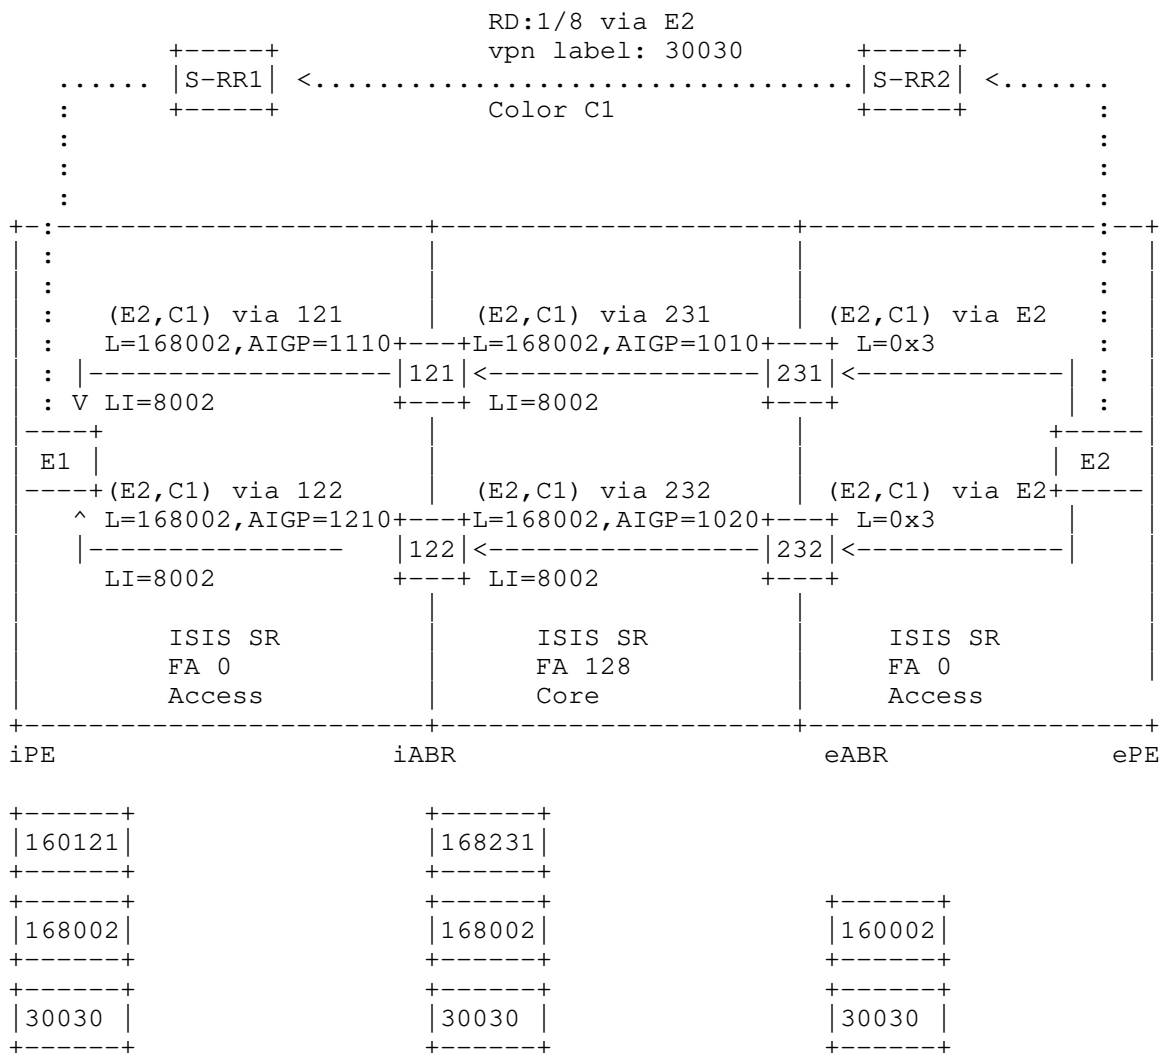 RD:1/8 via E2
vpn label: 30030
S-RR1 S-RR2
Color C1
(E2,C1) via 121 (E2,C1) via 231 (E2,C1) via E2
L=168002,AIGP=1110 L=168002,AIGP=1010 L=0x3
121 231
V LI=8002 LI=8002
E1 E2
(E2,C1) via 122 (E2,C1) via 232 (E2,C1) via E2
L=168002,AIGP=1210 L=168002,AIGP=1020 L=0x3
122 232
LI=8002 LI=8002
ISIS SR ISIS SR ISIS SR
FA 0 FA 128 FA 0
Access Core Access
iPE iABR eABR ePE
160121 168231
168002 168002 160002
30030 30030 30030